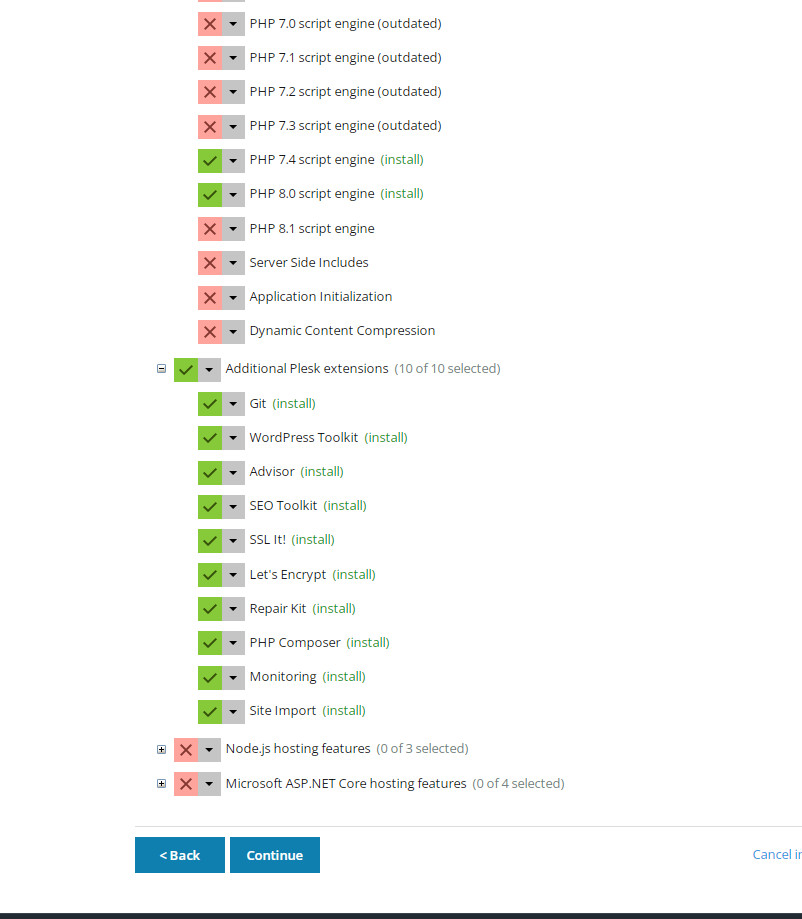 PHP 7.0 script engine (outdated)
PHP 7.1 script engine (outdated)
PHP 7.2 script engine (outdated)
PHP 7.3 script engine (outdated)
PHP 7.4 script engine (install)
PHP 8.0 script engine (install)
PHP 8.1 script engine
Server Side Includes
Application Initialization
Dynamic Content Compression
Additional Plesk extensions (10 of 10 selected)
Git (install)
WordPress Toolkit (install)
Advisor (install)
SEO Toolkit (install)
SSL It! (install)
Let's Encrypt (install)
Repair Kit (install)
PHP Composer (install)
Monitoring (install)
Site Import (install)
Node.js hosting features (0 of 3 selected)
Microsoft ASP.NET Core hosting features (0 of 4 selected)
< Back Continue Cancel